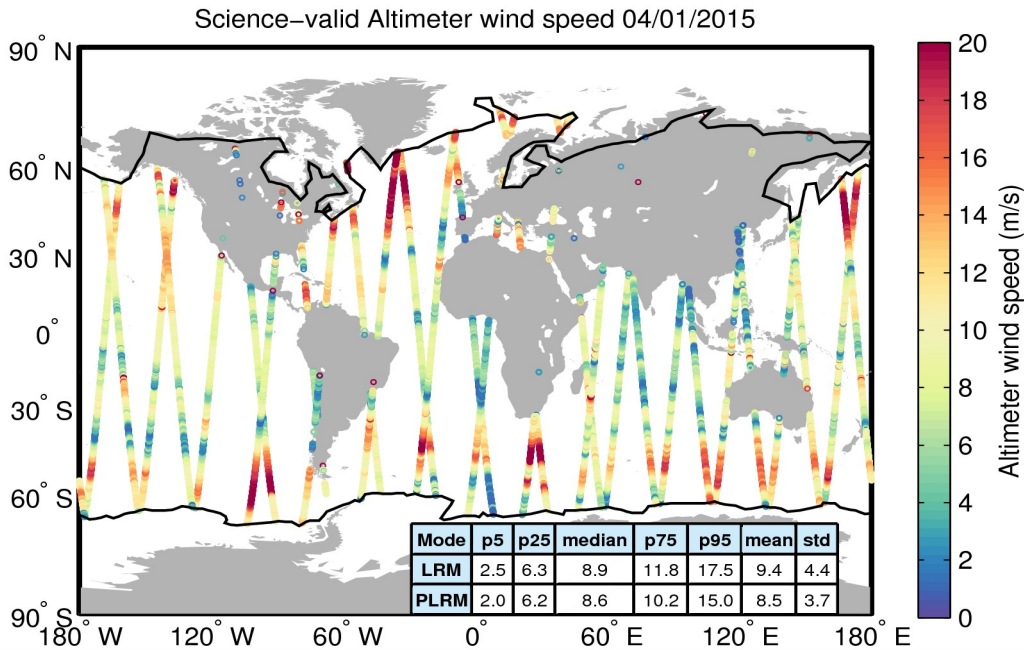 Science−valid Altimeter wind speed 04/01/2015
90° N
60° N
30° N
0°
30° S
60° S
90° S
180° W
120° W
60° W
0°
60° E
120° E
180° E
Mode p5 p25 median p75 p95 mean std
LRM 2.5 6.3 8.9 11.8 17.5 9.4 4.4
PLRM 2.0 6.2 8.6 10.2 15.0 8.5 3.7
20
18
16
14
12
10
8
6
4
2
0
Altimeter wind speed (m/s)